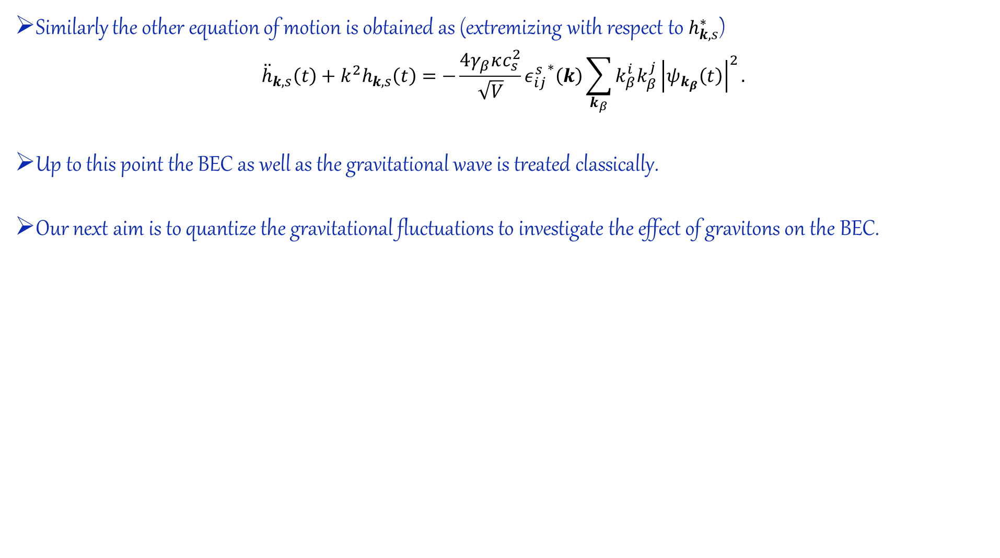 ➢Similarly the other equation of motion is obtained as (extremizing with respect to $h^*_{\boldsymbol{k},s}$)
$\ddot{h}_{\boldsymbol{k},s}(t) + k^2 h_{\boldsymbol{k},s}(t) = -\frac{4\gamma_\beta \kappa c_s^2}{\sqrt{V}} \epsilon^{s\,*}_{ij}(\boldsymbol{k}) \sum_{\boldsymbol{k}_\beta} k^i_\beta k^j_\beta \left|\psi_{\boldsymbol{k}_\beta}(t)\right|^2 .$
➢Up to this point the BEC as well as the gravitational wave is treated classically.
➢Our next aim is to quantize the gravitational fluctuations to investigate the effect of gravitons on the BEC.